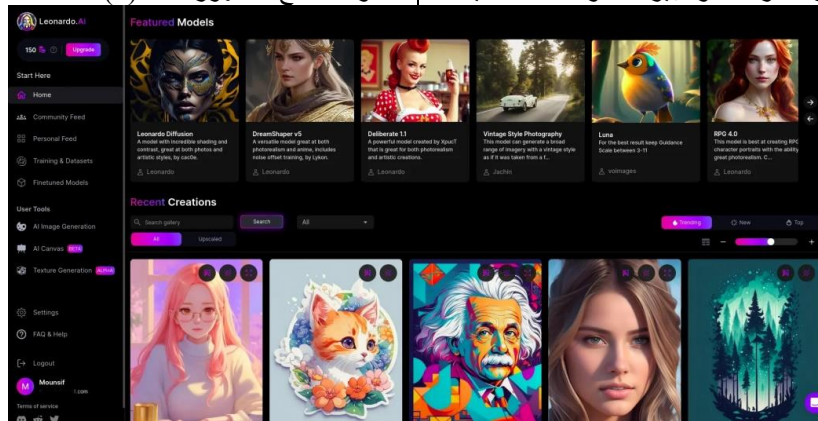 Leonardo.Ai
150
Upgrade
Start Here
Home
Community Feed
Personal Feed
Training & Datasets
Finetuned Models
User Tools
AI Image Generation
AI Canvas BETA
Texture Generation ALPHA
Settings
FAQ & Help
Logout
M
Mounsif
.com
Terms of service
Featured Models
Leonardo Diffusion
A model with incredible shading and
contrast, great at both photos and
artistic styles, by cac0e.
Leonardo
DreamShaper v5
A versatile model great at both
photorealism and anime, includes
noise offset training, by Lykon.
Leonardo
Deliberate 1.1
A powerful model created by XpucT
that is great for both photorealism
and artistic creations.
Leonardo
Vintage Style Photography
This model can generate a broad
range of imagery with a vintage style
as if it was taken from a f...
Jachin
Luna
For the best result keep Guidance
Scale between 3-11
voimages
RPG 4.0
This model is best at creating RPG
character portraits with the ability
great photorealism. C...
Leonardo
Recent Creations
Search gallery
Search
All
Trending
New
Top
All
Upscaled